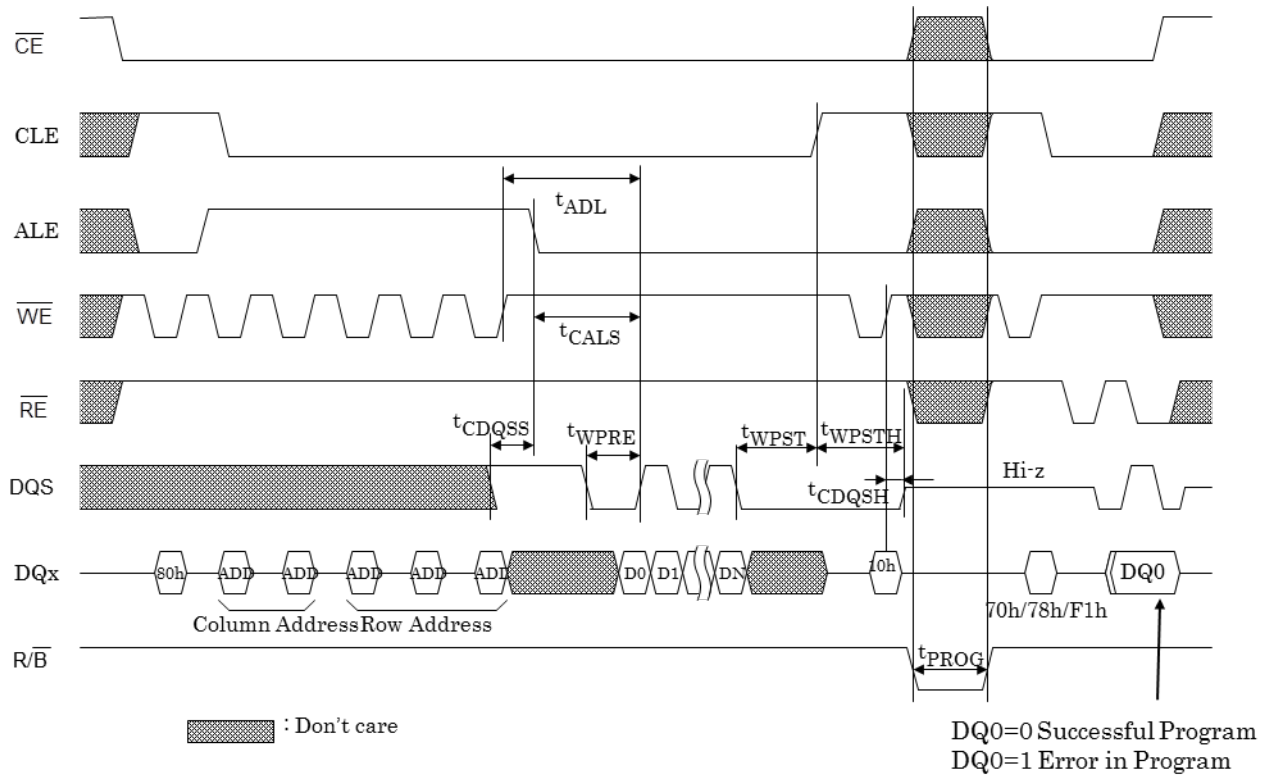 CE
CLE
tADL
ALE
WE
tCALS
RE
tCDQSS
tWPRE
tWPST
tWPSTH
DQS
tCDQSH
Hi-z
DQx
80h
ADD
ADD
ADD
ADD
ADD
D0
D1
DN
10h
DQ0
Column Address
Row Address
70h/78h/F1h
R/B
tPROG
: Don't care
DQ0=0 Successful Program
DQ0=1 Error in Program